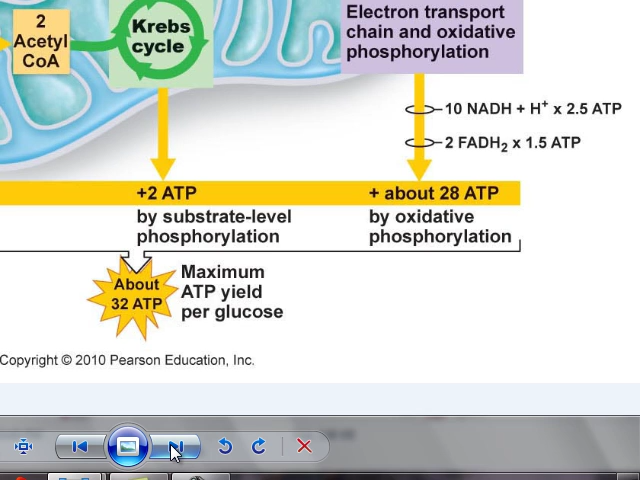 2
Acetyl
CoA
Krebs
cycle
Electron transport
chain and oxidative
phosphorylation
10 NADH + H⁺ x 2.5 ATP
2 FADH₂ x 1.5 ATP
+2 ATP
+ about 28 ATP
by substrate-level
phosphorylation
by oxidative
phosphorylation
About
32 ATP
Maximum
ATP yield
per glucose
Copyright © 2010 Pearson Education, Inc.